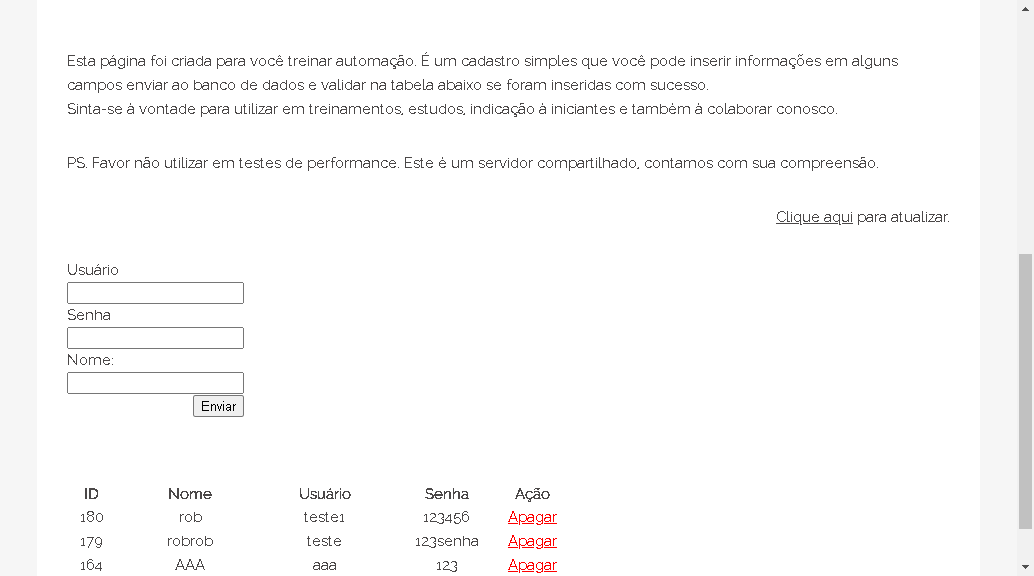 Esta página foi criada para você treinar automação. É um cadastro simples que você pode inserir informações em alguns
campos enviar ao banco de dados e validar na tabela abaixo se foram inseridas com sucesso.
Sinta-se à vontade para utilizar em treinamentos, estudos, indicação à iniciantes e também à colaborar conosco.
PS. Favor não utilizar em testes de performance. Este é um servidor compartilhado, contamos com sua compreensão.
Clique aqui para atualizar.
Usuário
Senha
Nome:
Enviar
ID Nome Usuário Senha Ação
180 rob teste1 123456 Apagar
179 robrob teste 123senha Apagar
164 AAA aaa 123 Apagar